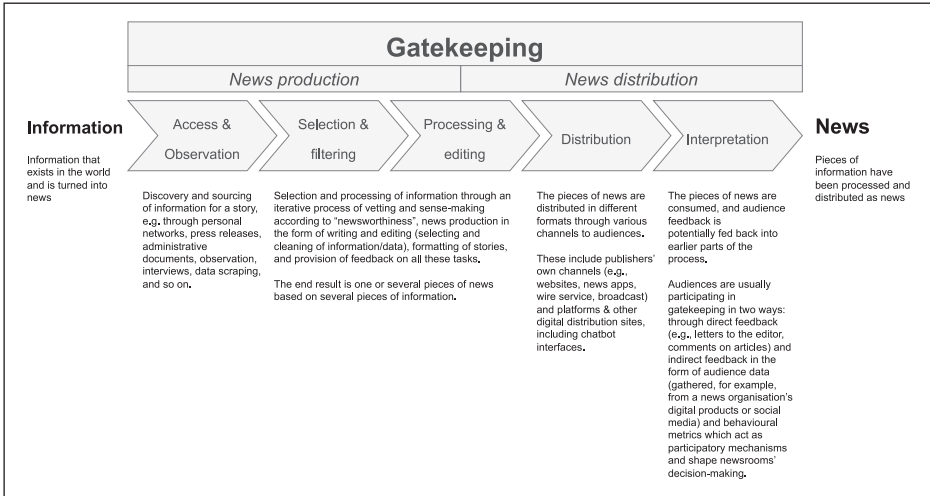 Gatekeeping
News production
News distribution
Information
Information that
exists in the world
and is turned into
news
Access &
Observation
Selection &
filtering
Processing &
editing
Distribution
Interpretation
News
Pieces of
information have
been processed and
distributed as news
Discovery and sourcing
of information for a story,
e.g. through personal
networks, press releases,
administrative
documents, observation,
interviews, data scraping,
and so on.
Selection and processing of information through an
iterative process of vetting and sense-making
according to “newsworthiness”, news production in
the form of writing and editing (selecting and
cleaning of information/data), formatting of stories,
and provision of feedback on all these tasks.
The end result is one or several pieces of news
based on several pieces of information.
The pieces of news are
distributed in different
formats through various
channels to audiences.
These include publishers’
own channels (e.g.,
websites, news apps,
wire service, broadcast)
and platforms & other
digital distribution sites,
including chatbot
interfaces.
The pieces of news are
consumed, and audience
feedback is
potentially fed back into
earlier parts of the
process.
Audiences are usually
participating in
gatekeeping in two ways:
through direct feedback
(e.g., letters to the editor,
comments on articles) and
indirect feedback in the
form of audience data
(gathered, for example,
from a news organisation’s
digital products or social
media) and behavioural
metrics which act as
participatory mechanisms
and shape newsrooms’
decision-making.